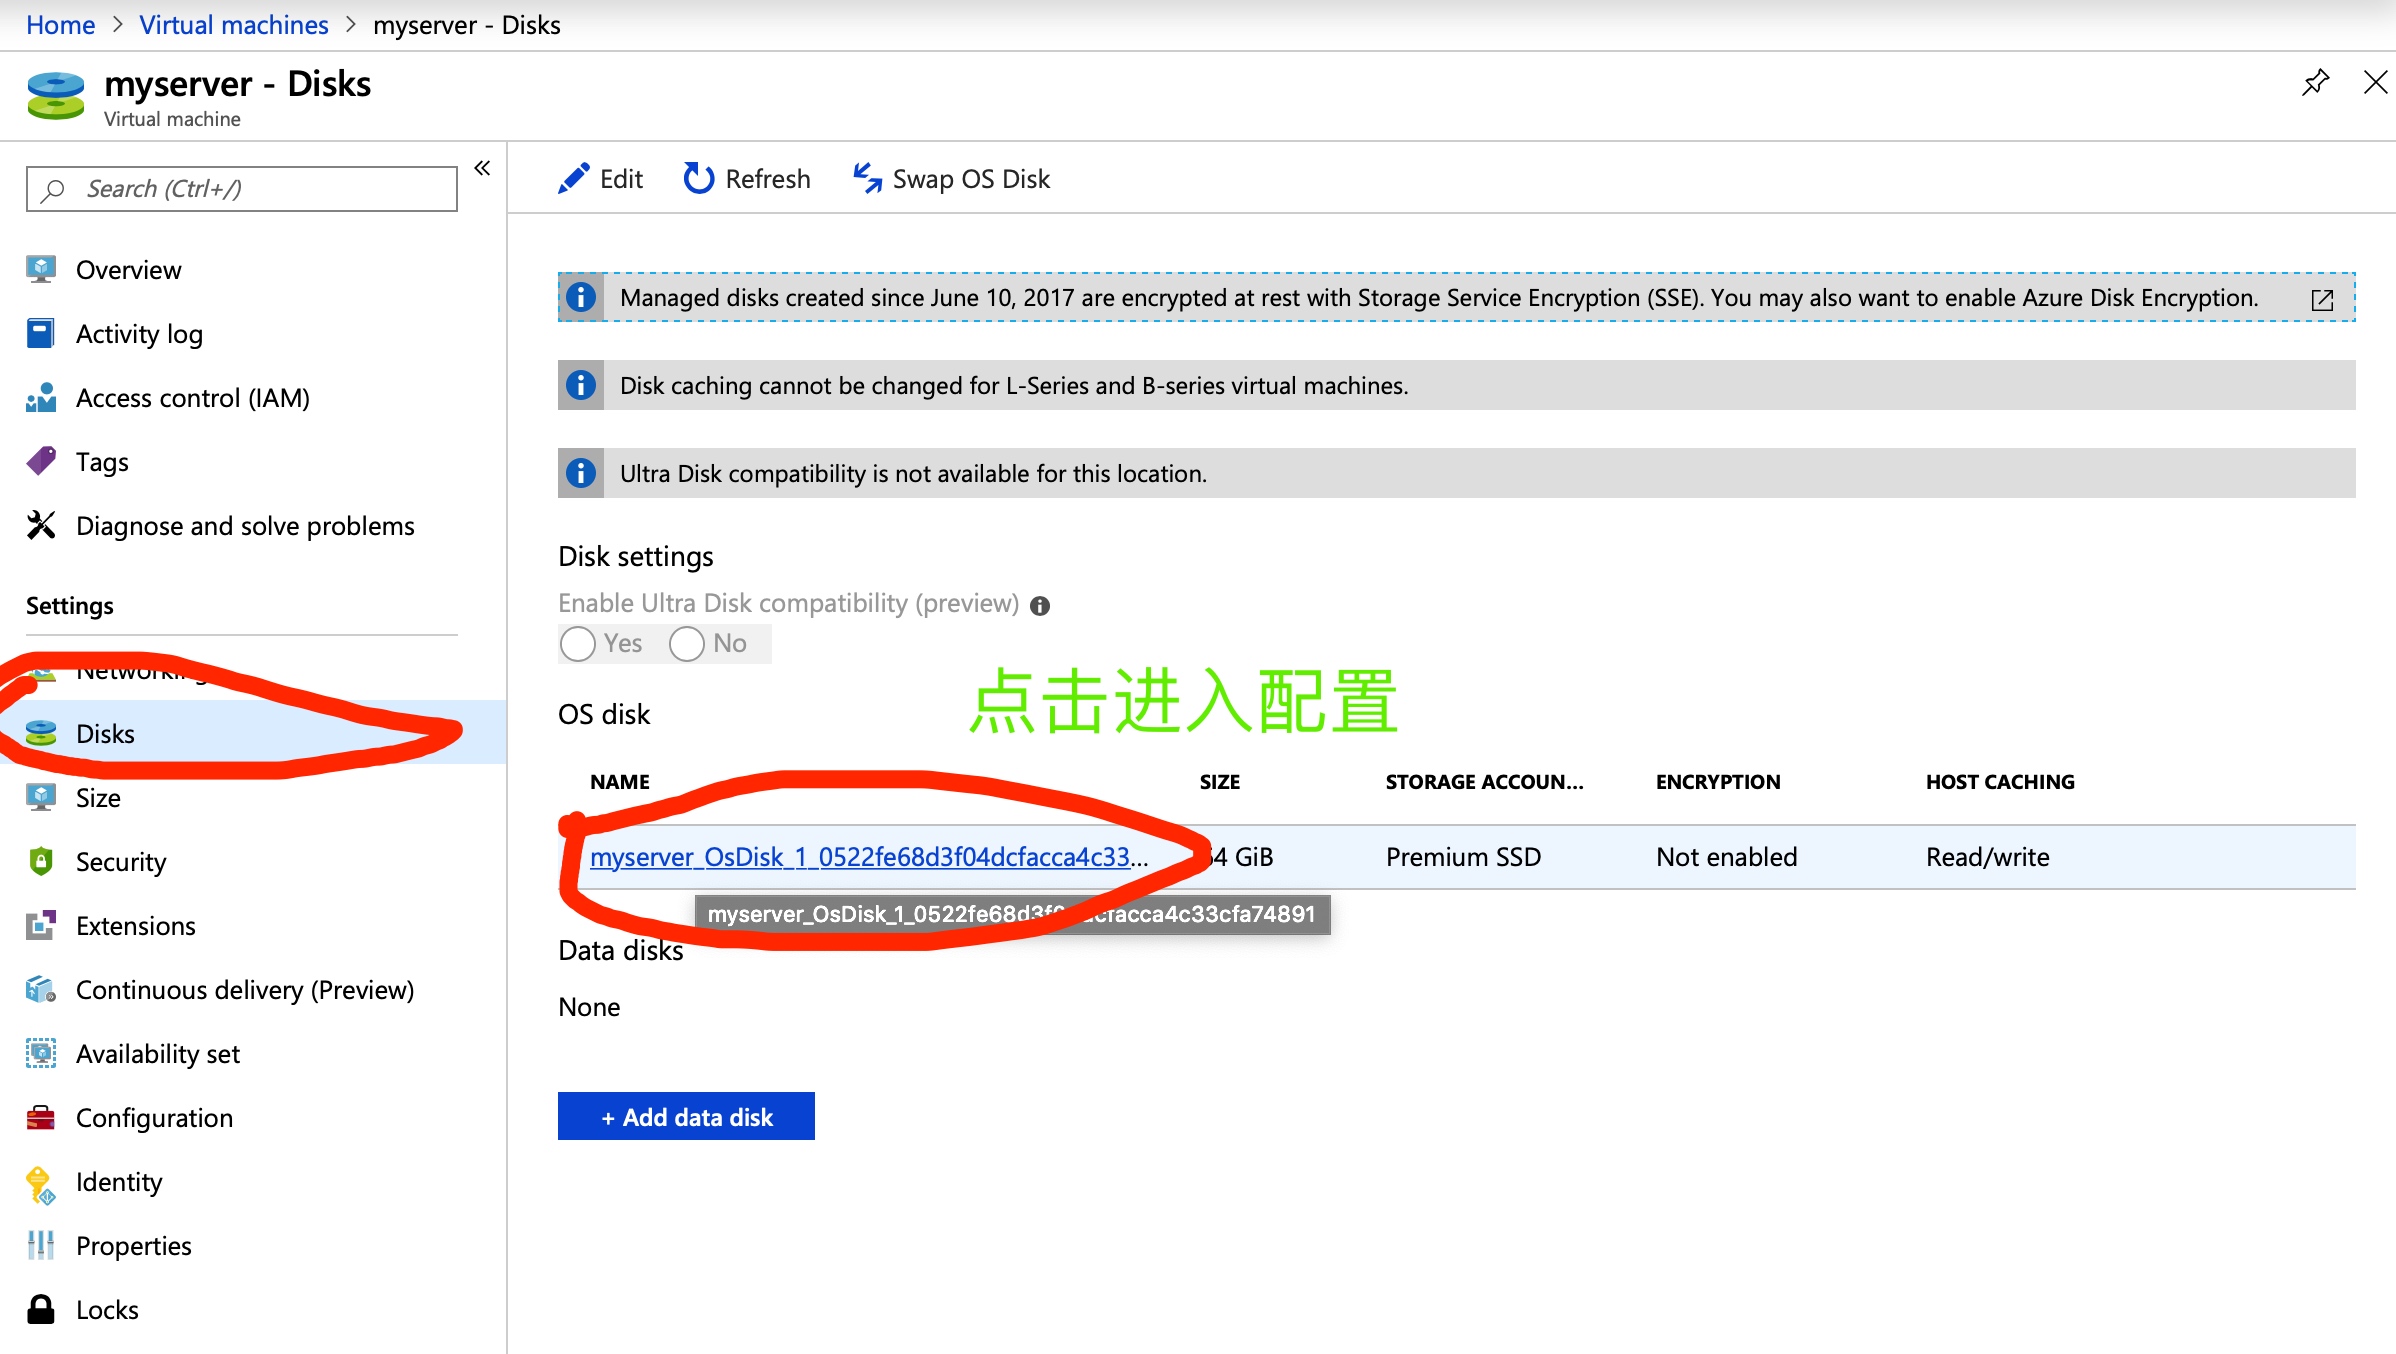 Home > Virtual machines > myserver - Disks
myserver - Disks
Virtual machine
Search (Ctrl+/)
Overview
Activity log
Access control (IAM)
Tags
Diagnose and solve problems
Settings
Networking
Disks
Size
Security
Extensions
Continuous delivery (Preview)
Availability set
Configuration
Identity
Properties
Locks
Edit
Refresh
Swap OS Disk
Managed disks created since June 10, 2017 are encrypted at rest with Storage Service Encryption (SSE). You may also want to enable Azure Disk Encryption.
Disk caching cannot be changed for L-Series and B-series virtual machines.
Ultra Disk compatibility is not available for this location.
Disk settings
Enable Ultra Disk compatibility (preview)
Yes No
点击进入配置
OS disk
NAME SIZE STORAGE ACCOUN... ENCRYPTION HOST CACHING
myserver_OsDisk_1_0522fe68d3f04dcfacca4c33... GiB Premium SSD Not enabled Read/write
myserver_OsDisk_1_0522fe68d3f04dcfacca4c33cfa74891
Data disks
None
+ Add data disk